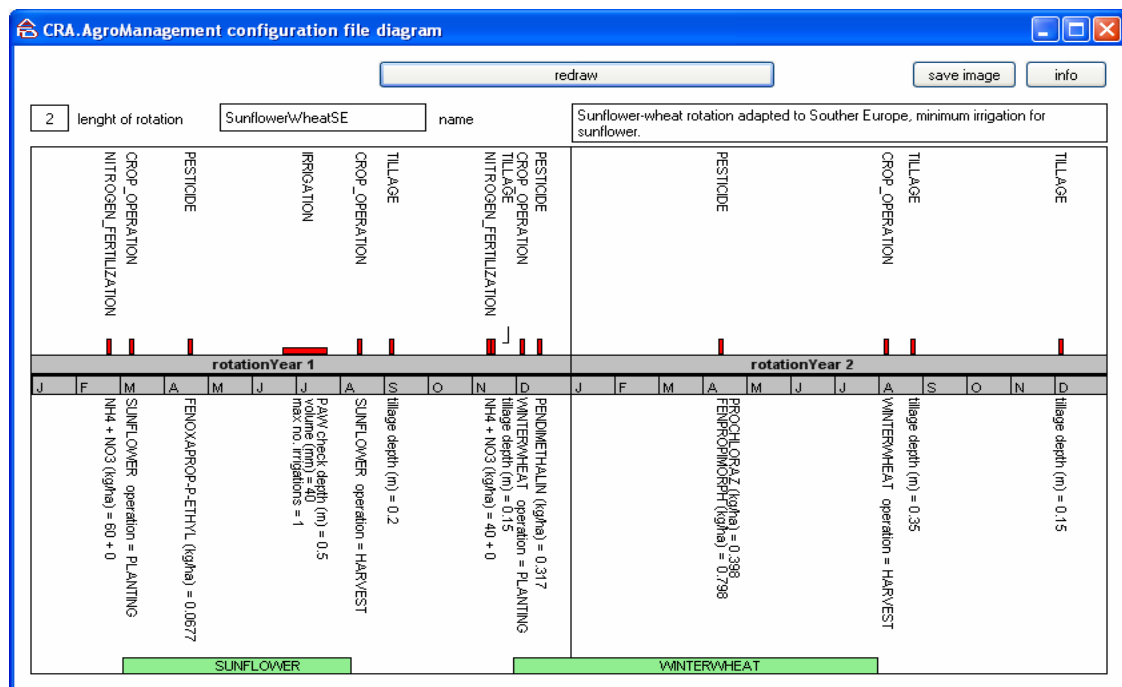 CRA.AgroManagement configuration file diagram
redraw
save image
info
2
lenght of rotation
SunflowerWheatSE
name
Sunflower-wheat rotation adapted to Souther Europe, minimum irrigation for
sunflower.
NITROGEN_FERTILIZATION
CROP_OPERATION
PESTICIDE
IRRIGATION
CROP_OPERATION
TILLAGE
NITROGEN_FERTILIZATION
TILLAGE
CROP_OPERATION
PESTICIDE
PESTICIDE
CROP_OPERATION
TILLAGE
TILLAGE
rotationYear 1
rotationYear 2
J F M A M J J A S O N D J F M A M J J A S O N D
NH4 + NO3 (kg/ha) = 60 + 0
SUNFLOWER operation = PLANTING
FENOXAPROP-P-ETHYL (kg/ha) = 0.0677
PAW check depth (m) = 0.5
volume (mm) = 40
max no. irrigations = 1
SUNFLOWER operation = HARVEST
tillage depth (m) = 0.2
NH4 + NO3 (kg/ha) = 40 + 0
tillage depth (m) = 0.15
WINTERWHEAT operation = PLANTING
PENDIMETHALIN (kg/ha) = 0.317
PROCHLORAZ (kg/ha) = 0.398
FENPROPIMORPH (kg/ha) = 0.798
WINTERWHEAT operation = HARVEST
tillage depth (m) = 0.35
tillage depth (m) = 0.15
SUNFLOWER
WINTERWHEAT